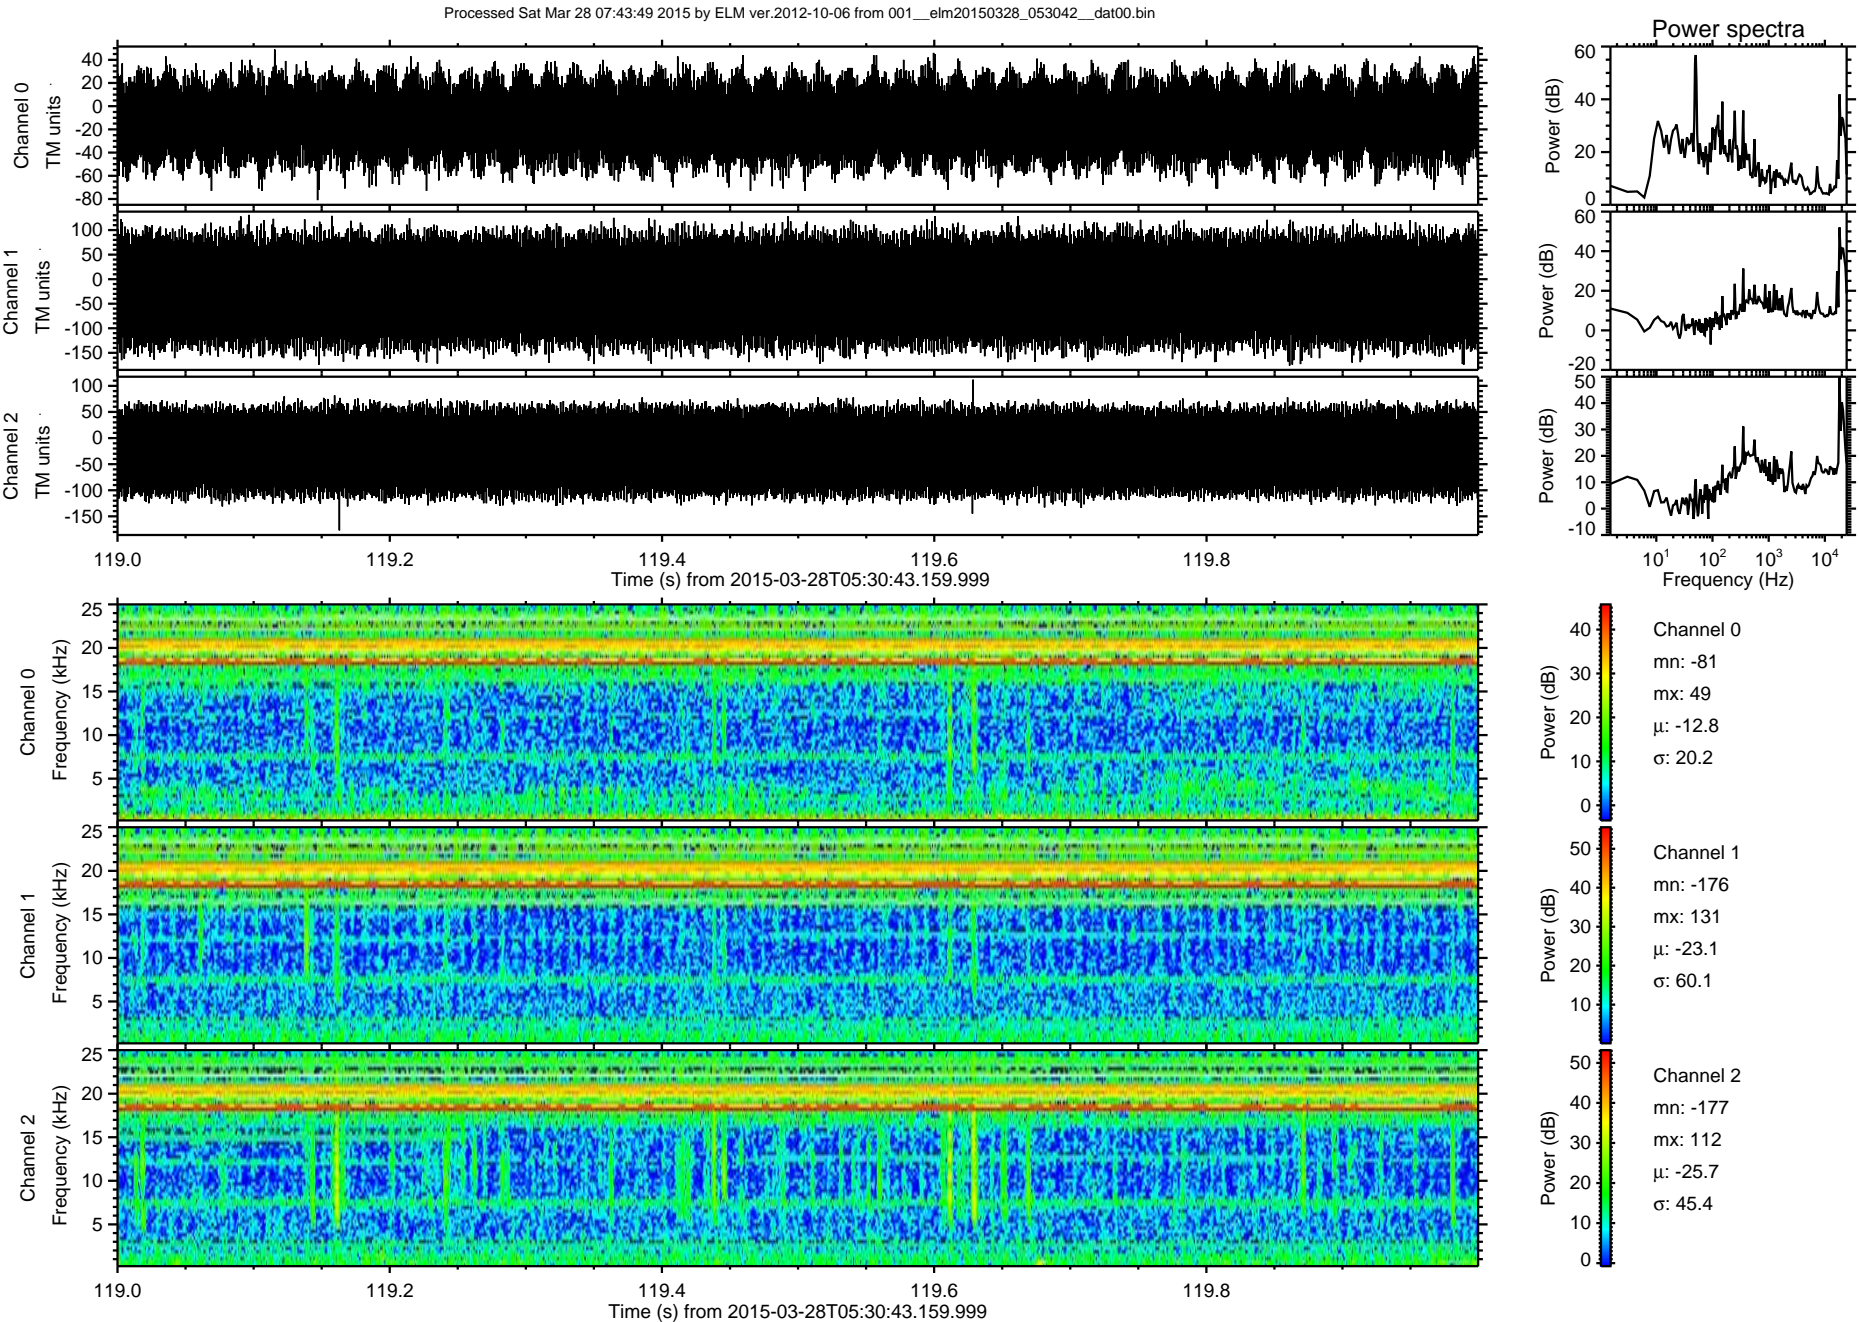 Processed Sat Mar 28 07:43:49 2015 by ELM ver.2012-10-06 from 001__elm20150328_053042__dat00.bin
Power spectra
Channel 0
TM units
40
20
0
-20
-40
-60
-80
Power (dB)
60
40
20
0
Channel 1
TM units
100
50
0
-50
-100
-150
Power (dB)
60
40
20
0
-20
Channel 2
TM units
100
50
0
-50
-100
-150
Power (dB)
50
40
30
20
10
0
-10
119.0 119.2 119.4 119.6 119.8
Time (s) from 2015-03-28T05:30:43.159.999
10^1 10^2 10^3 10^4
Frequency (Hz)
Channel 0
Frequency (kHz)
25
20
15
10
5
Power (dB)
40
30
20
10
0
Channel 0
mn: -81
mx: 49
μ: -12.8
σ: 20.2
Channel 1
Frequency (kHz)
25
20
15
10
5
Power (dB)
50
40
30
20
10
Channel 1
mn: -176
mx: 131
μ: -23.1
σ: 60.1
Channel 2
Frequency (kHz)
25
20
15
10
5
Power (dB)
50
40
30
20
10
0
Channel 2
mn: -177
mx: 112
μ: -25.7
σ: 45.4
119.0 119.2 119.4 119.6 119.8
Time (s) from 2015-03-28T05:30:43.159.999